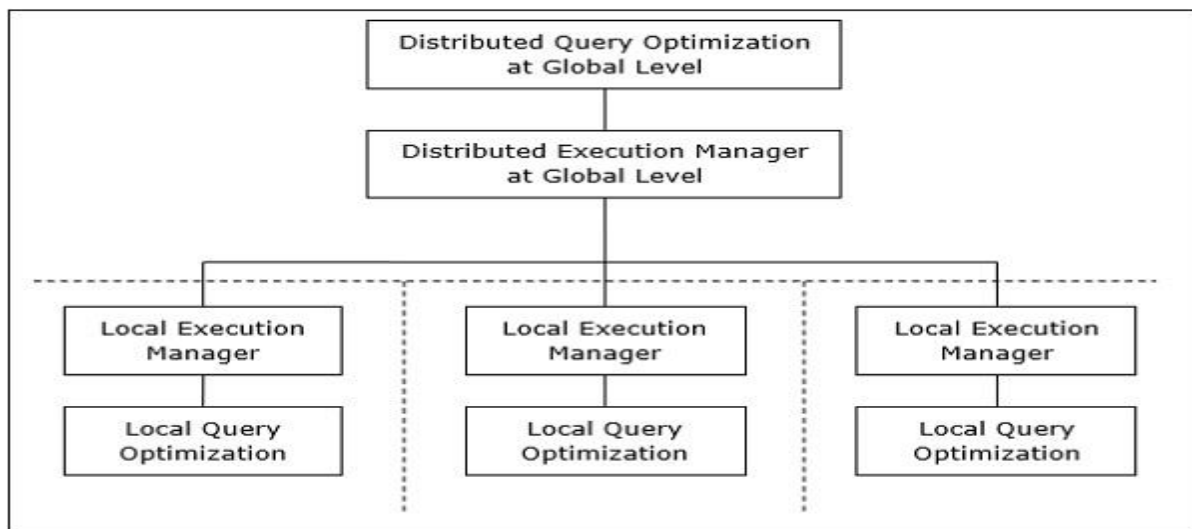 Distributed Query Optimization
at Global Level
Distributed Execution Manager
at Global Level
Local Execution
Manager
Local Execution
Manager
Local Execution
Manager
Local Query
Optimization
Local Query
Optimization
Local Query
Optimization